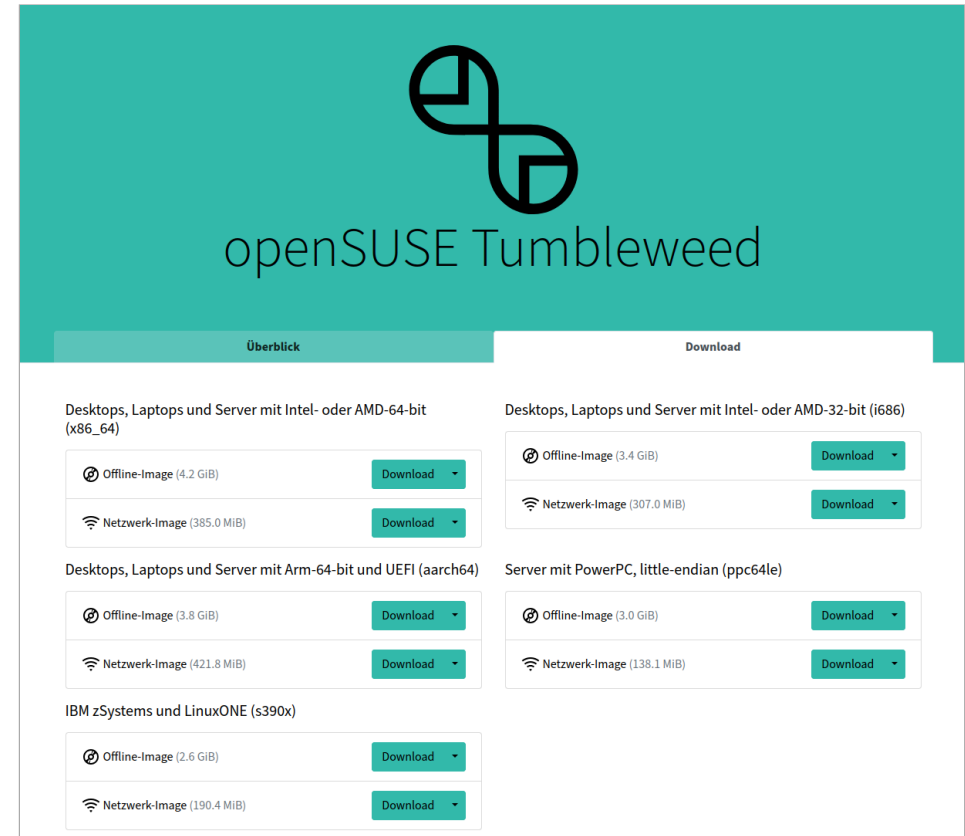 openSUSE Tumbleweed
Überblick
Download
Desktops, Laptops und Server mit Intel- oder AMD-64-bit
(x86_64)
Offline-Image (4.2 GiB)
Download
Netzwerk-Image (385.0 MiB)
Download
Desktops, Laptops und Server mit Intel- oder AMD-32-bit (i686)
Offline-Image (3.4 GiB)
Download
Netzwerk-Image (307.0 MiB)
Download
Desktops, Laptops und Server mit Arm-64-bit und UEFI (aarch64)
Offline-Image (3.8 GiB)
Download
Netzwerk-Image (421.8 MiB)
Download
Server mit PowerPC, little-endian (ppc64le)
Offline-Image (3.0 GiB)
Download
Netzwerk-Image (138.1 MiB)
Download
IBM zSystems und LinuxONE (s390x)
Offline-Image (2.6 GiB)
Download
Netzwerk-Image (190.4 MiB)
Download